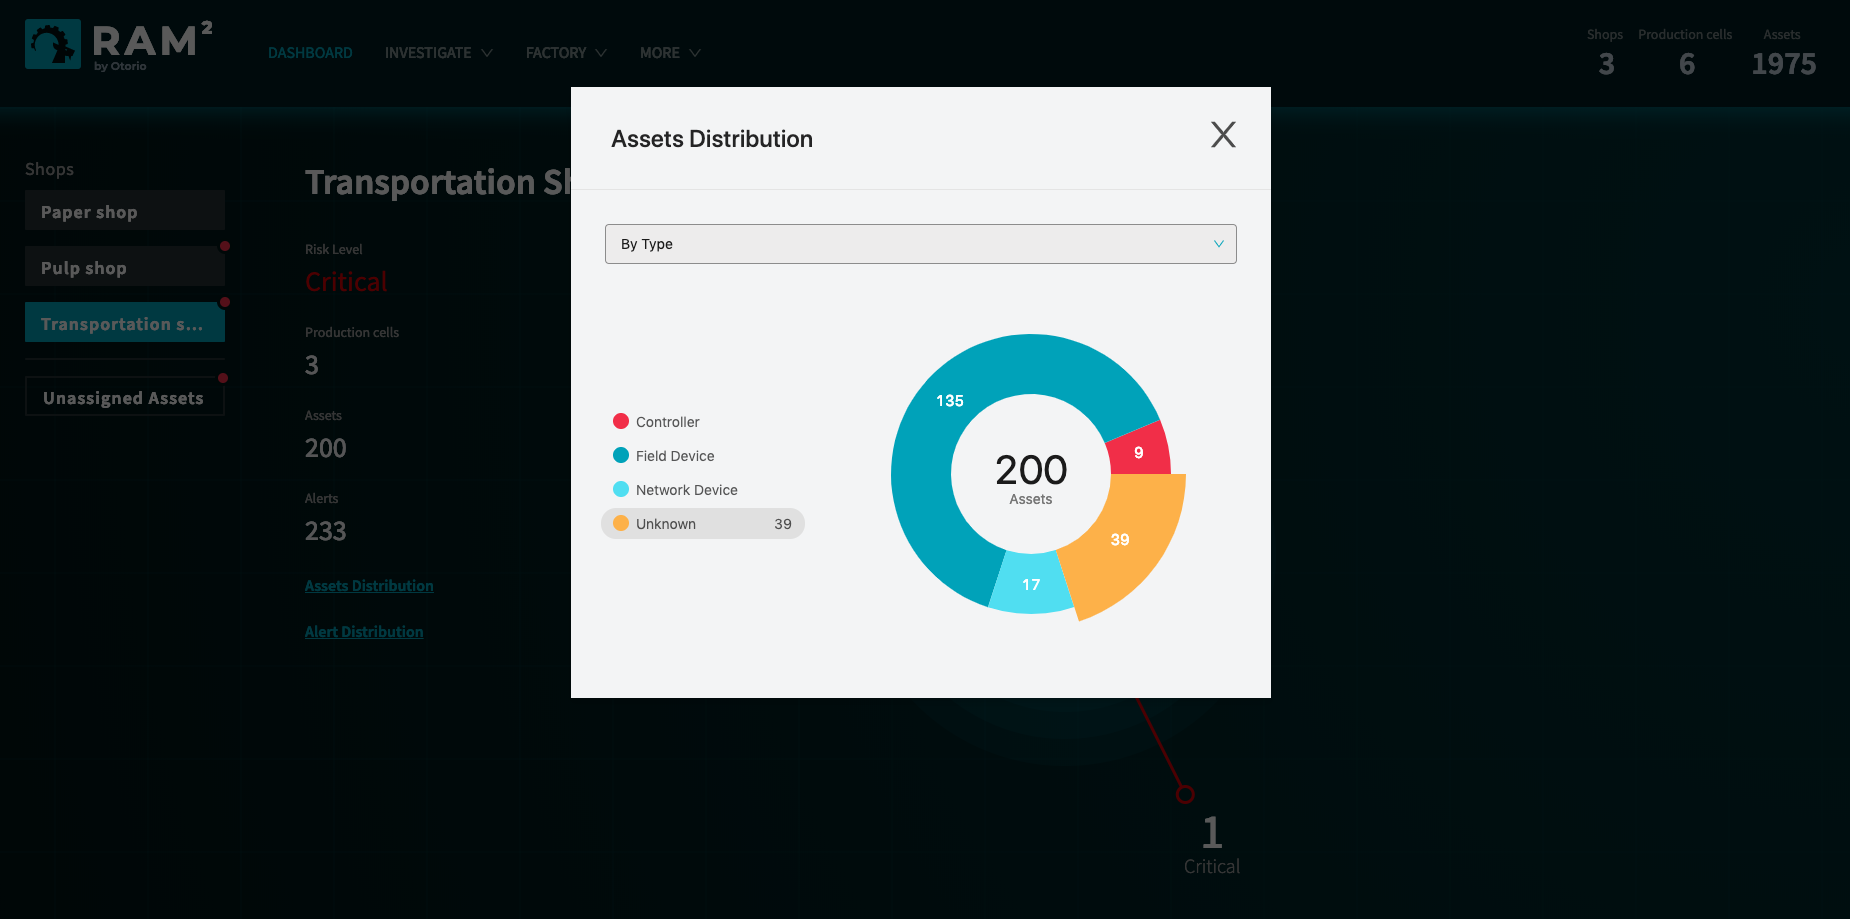 RAM²
by Otorio
DASHBOARD
INVESTIGATE
FACTORY
MORE
Shops
3
Production cells
6
Assets
1975
Shops
Paper shop
Pulp shop
Transportation s...
Unassigned Assets
Transportation Sh
Risk Level
Critical
Production cells
3
Assets
200
Alerts
233
Assets Distribution
Alert Distribution
Assets Distribution
X
By Type
Controller
Field Device
Network Device
Unknown 39
135
9
200
Assets
39
17
1
Critical